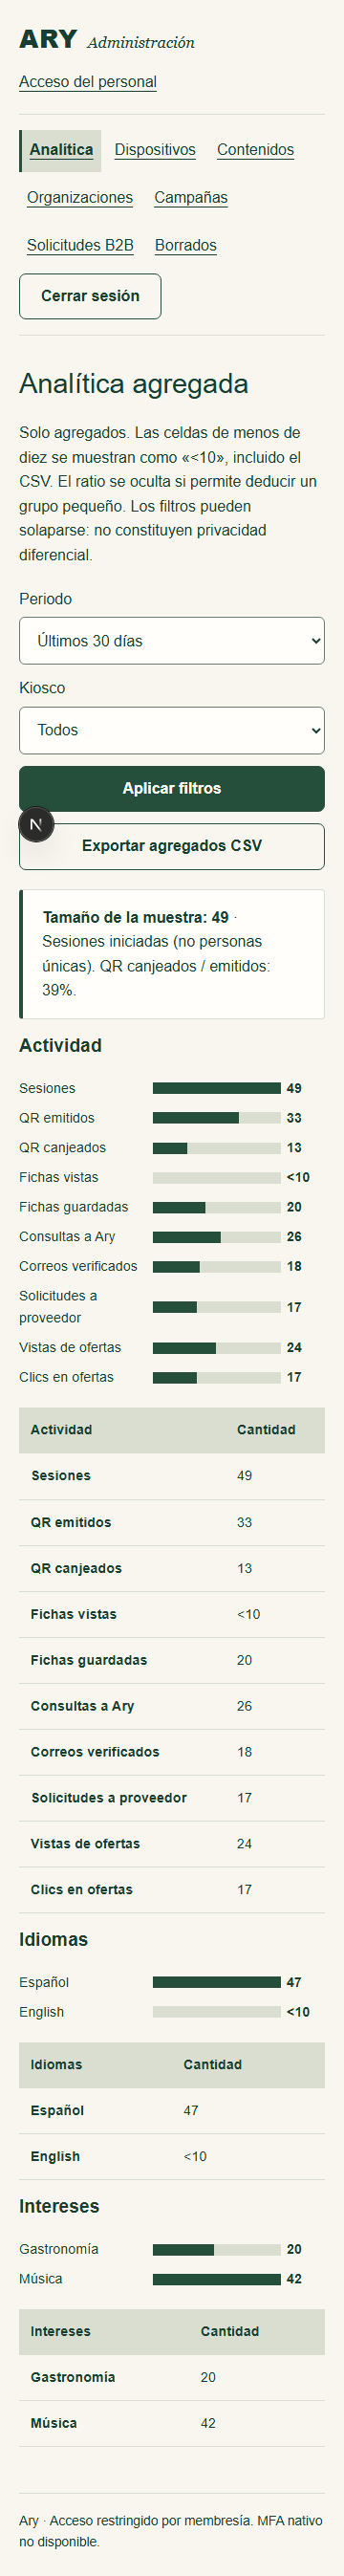 ARY Administración
Acceso del personal
Analítica Dispositivos Contenidos
Organizaciones Campañas
Solicitudes B2B Borrados
Cerrar sesión
Analítica agregada
Solo agregados. Las celdas de menos de
diez se muestran como «<10», incluido el
CSV. El ratio se oculta si permite deducir un
grupo pequeño. Los filtros pueden
solaparse: no constituyen privacidad
diferencial.
Periodo
Últimos 30 días
Kiosco
Todos
Aplicar filtros
N
Exportar agregados CSV
Tamaño de la muestra: 49 ·
Sesiones iniciadas (no personas
únicas). QR canjeados / emitidos:
39%.
Actividad
Sesiones 49
QR emitidos 33
QR canjeados 13
Fichas vistas <10
Fichas guardadas 20
Consultas a Ary 26
Correos verificados 18
Solicitudes a
proveedor 17
Vistas de ofertas 24
Clics en ofertas 17
Actividad Cantidad
Sesiones 49
QR emitidos 33
QR canjeados 13
Fichas vistas <10
Fichas guardadas 20
Consultas a Ary 26
Correos verificados 18
Solicitudes a proveedor 17
Vistas de ofertas 24
Clics en ofertas 17
Idiomas
Español 47
English <10
Idiomas Cantidad
Español 47
English <10
Intereses
Gastronomía 20
Música 42
Intereses Cantidad
Gastronomía 20
Música 42
Ary · Acceso restringido por membresía. MFA nativo
no disponible.